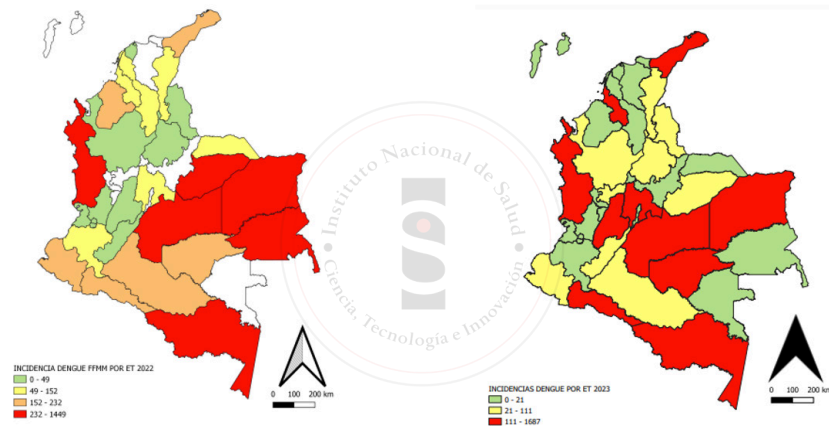 INCIDENCIA DENGUE FFMM POR ET 2022
0 - 49
49 - 152
152 - 232
232 - 1449
0 100 200 km
Instituto Nacional de Salud
Ciencia, Tecnología e Innovación
INCIDENCIAS DENGUE POR ET 2023
0 - 21
21 - 111
111 - 1687
0 100 200 km